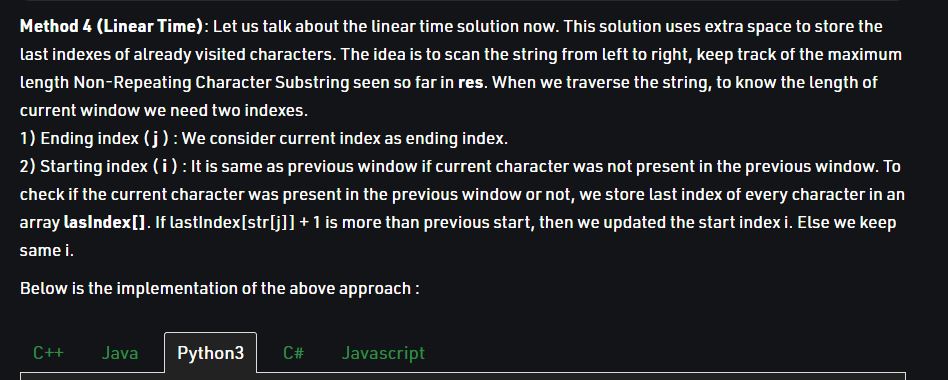 Method 4 (Linear Time): Let us talk about the linear time solution now. This solution uses extra space to store the
last indexes of already visited characters. The idea is to scan the string from left to right, keep track of the maximum
length Non-Repeating Character Substring seen so far in res. When we traverse the string, to know the length of
current window we need two indexes.
1) Ending index ( j ) : We consider current index as ending index.
2) Starting index ( i ) : It is same as previous window if current character was not present in the previous window. To
check if the current character was present in the previous window or not, we store last index of every character in an
array lasIndex[]. If lastIndex[str[j]] + 1 is more than previous start, then we updated the start index i. Else we keep
same i.
Below is the implementation of the above approach :
C++ Java Python3 C# Javascript